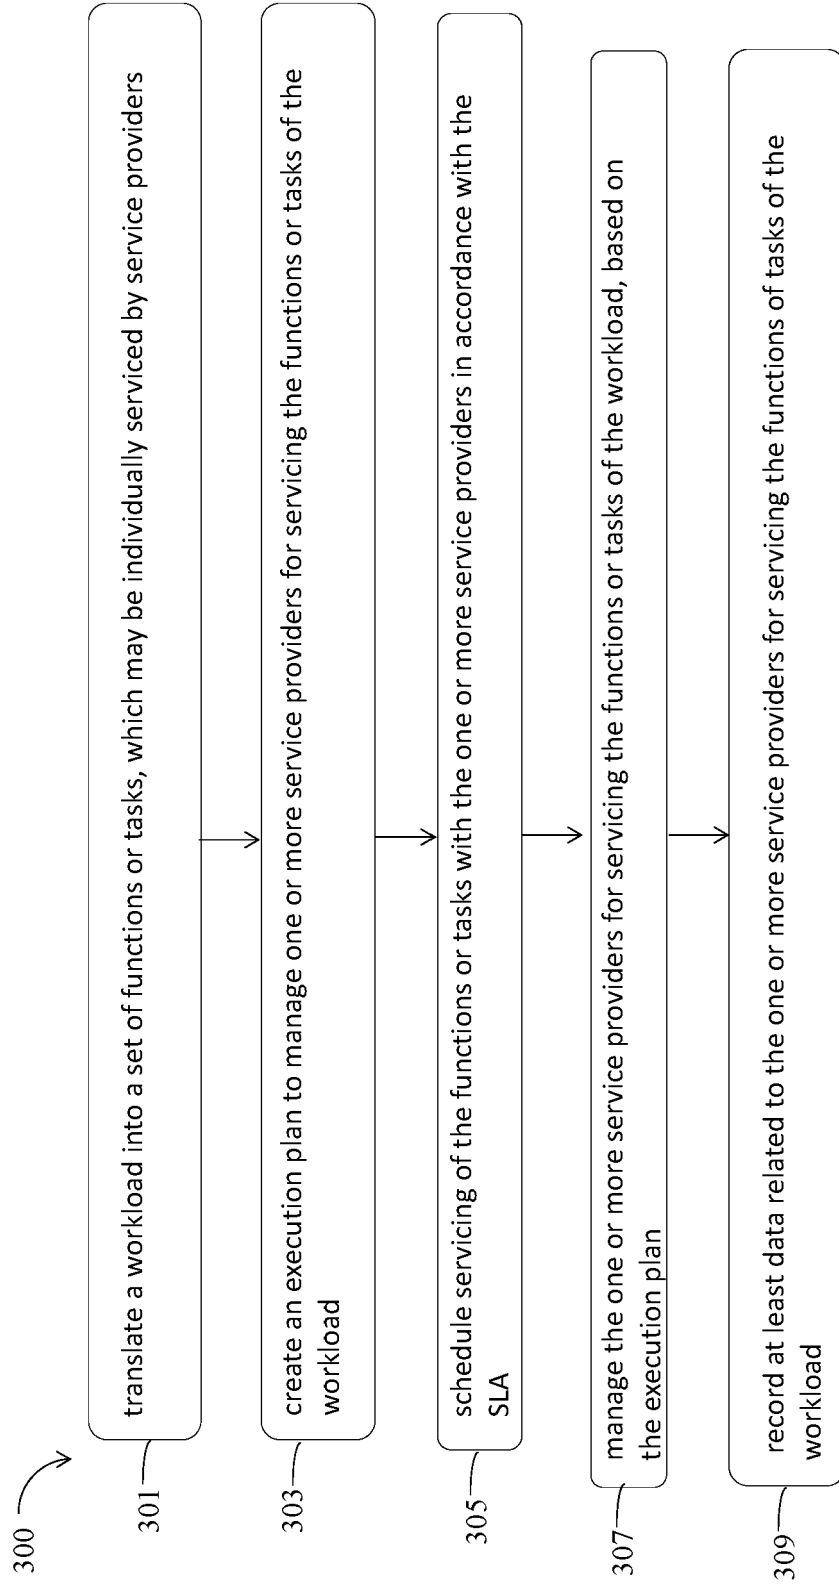 300
301
translate a workload into a set of functions or tasks, which may be individually serviced by service providers
303
create an execution plan to manage one or more service providers for servicing the functions or tasks of the
workload
305
schedule servicing of the functions or tasks with the one or more service providers in accordance with the
SLA
307
manage the one or more service providers for servicing the functions or tasks of the workload, based on
the execution plan
309
record at least data related to the one or more service providers for servicing the functions of tasks of the
workload